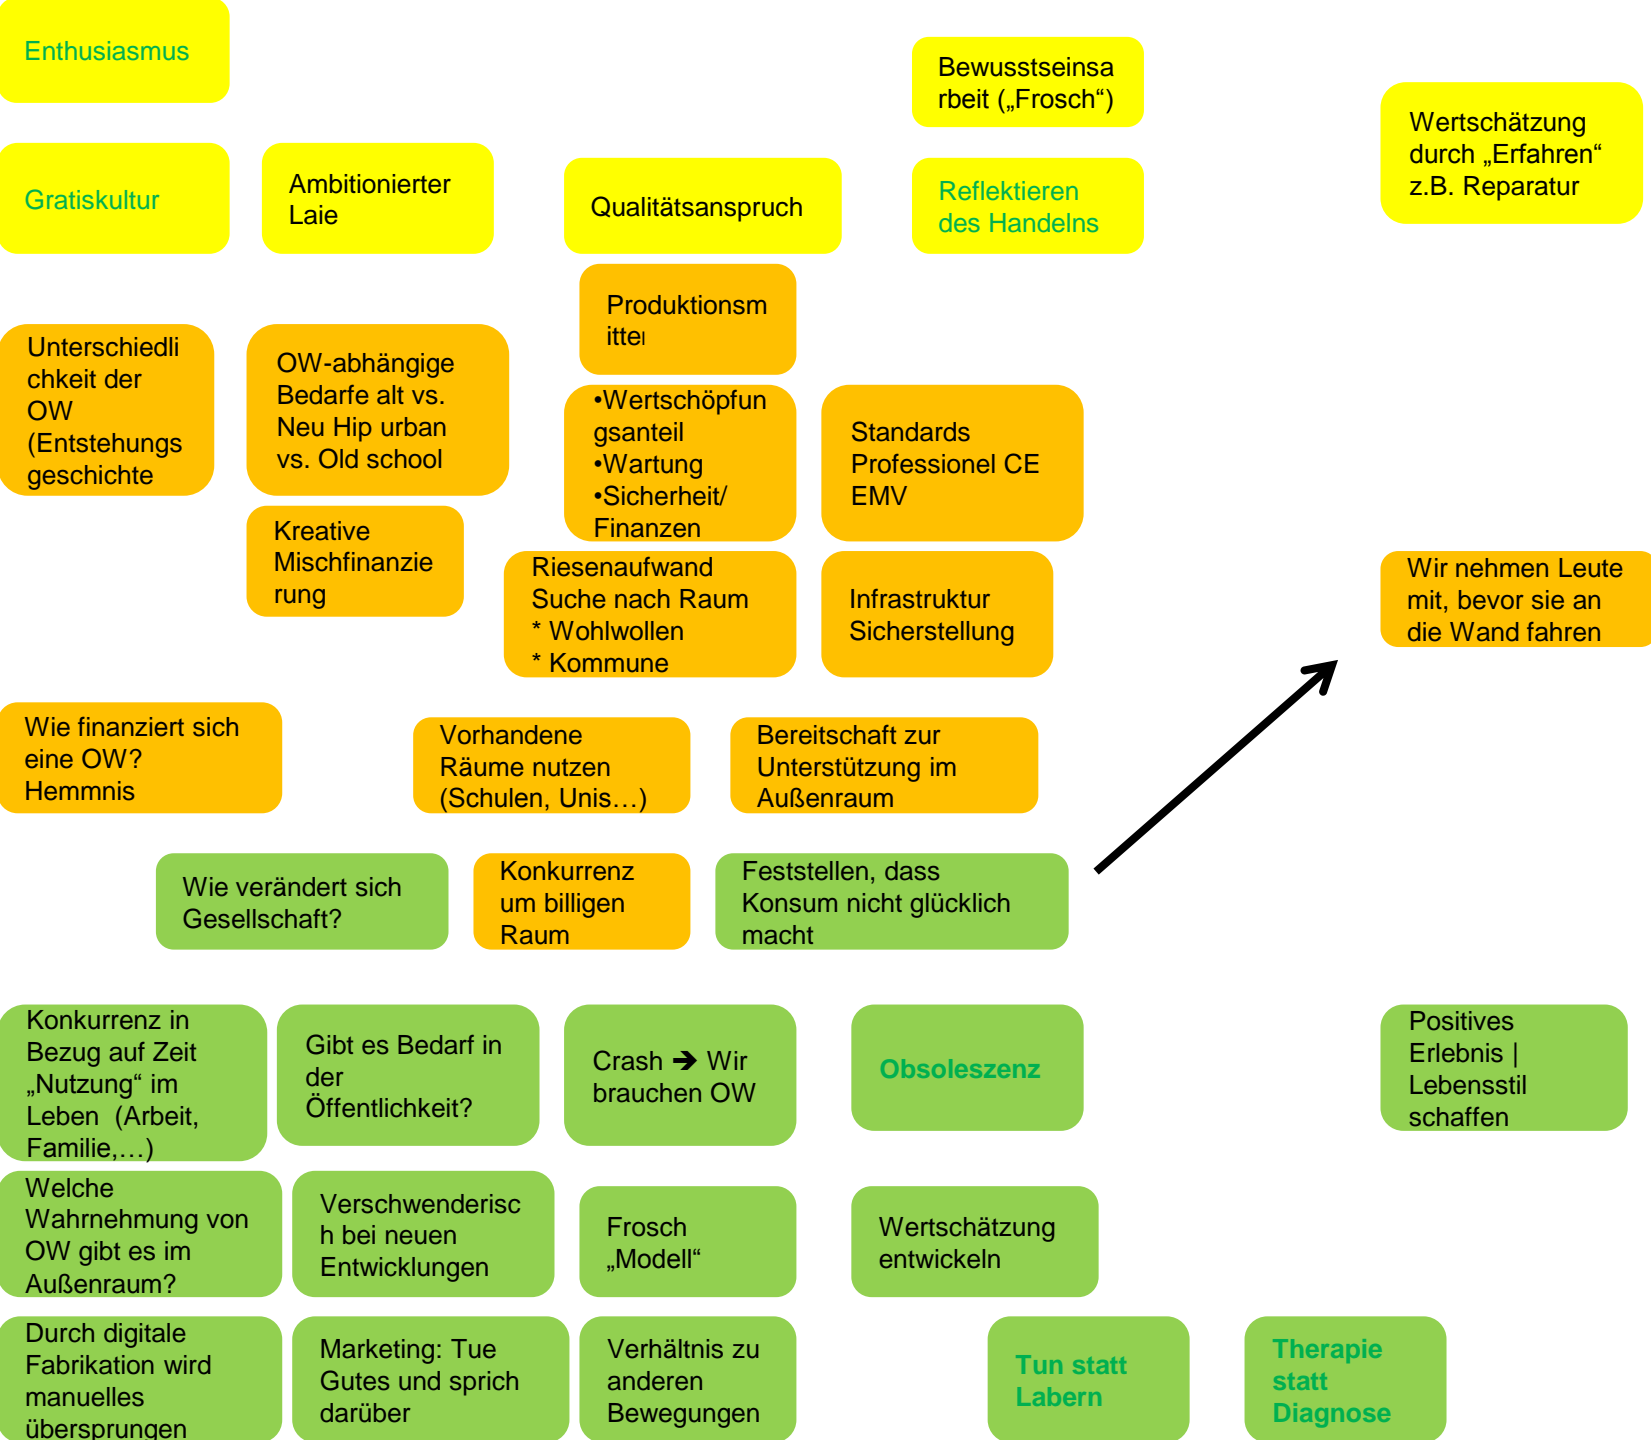 Enthusiasmus
Bewusstseinsa
rbeit („Frosch“)
Wertschätzung
durch „Erfahren“
z.B. Reparatur
Gratiskultur
Ambitionierter
Laie
Qualitätsanspruch
Reflektieren
des Handelns
Produktionsm
ittel
Unterschiedli
chkeit der
OW
(Entstehungs
geschichte
OW-abhängige
Bedarfe alt vs.
Neu Hip urban
vs. Old school
•Wertschöpfun
gsanteil
•Wartung
•Sicherheit/
Finanzen
Standards
Professionel CE
EMV
Kreative
Mischfinanzie
rung
Riesenaufwand
Suche nach Raum
* Wohlwollen
* Kommune
Infrastruktur
Sicherstellung
Wir nehmen Leute
mit, bevor sie an
die Wand fahren
Wie finanziert sich
eine OW?
Hemmnis
Vorhandene
Räume nutzen
(Schulen, Unis…)
Bereitschaft zur
Unterstützung im
Außenraum
Wie verändert sich
Gesellschaft?
Konkurrenz
um billigen
Raum
Feststellen, dass
Konsum nicht glücklich
macht
Konkurrenz in
Bezug auf Zeit
„Nutzung“ im
Leben (Arbeit,
Familie,…)
Gibt es Bedarf in
der
Öffentlichkeit?
Crash ➔ Wir
brauchen OW
Obsoleszenz
Positives
Erlebnis |
Lebensstil
schaffen
Welche
Wahrnehmung von
OW gibt es im
Außenraum?
Verschwenderisc
h bei neuen
Entwicklungen
Frosch
„Modell“
Wertschätzung
entwickeln
Durch digitale
Fabrikation wird
manuelles
übersprungen
Marketing: Tue
Gutes und sprich
darüber
Verhältnis zu
anderen
Bewegungen
Tun statt
Labern
Therapie
statt
Diagnose